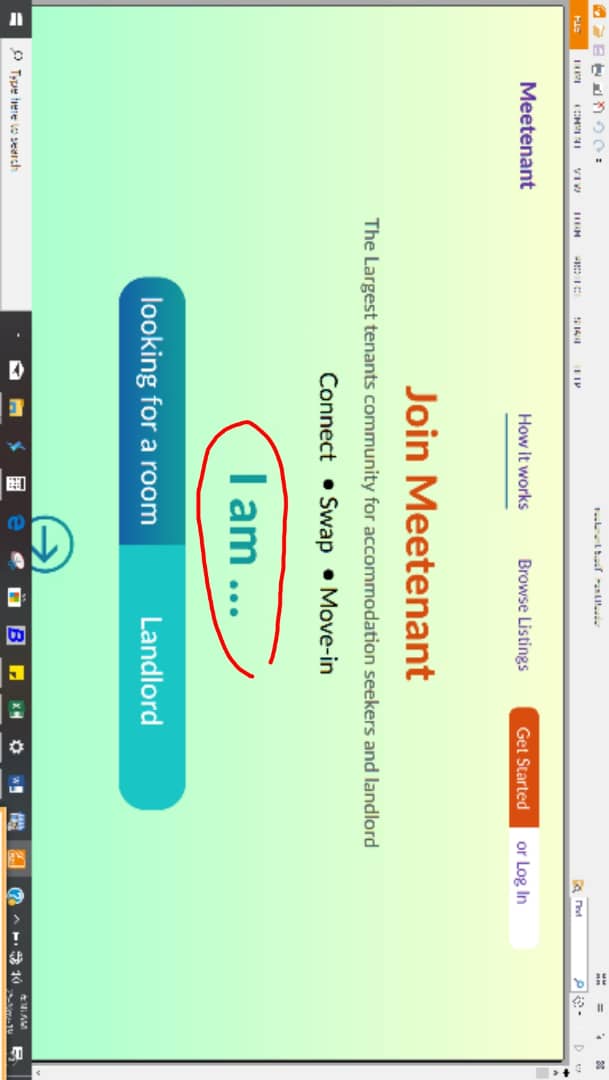 Meetenant
How it works
Browse Listings
Get Started
or Log In
Join Meetenant
The Largest tenants community for accommodation seekers and landlord
Connect ● Swap ● Move-in
I am ...
looking for a room
Landlord
Type here to search
Find